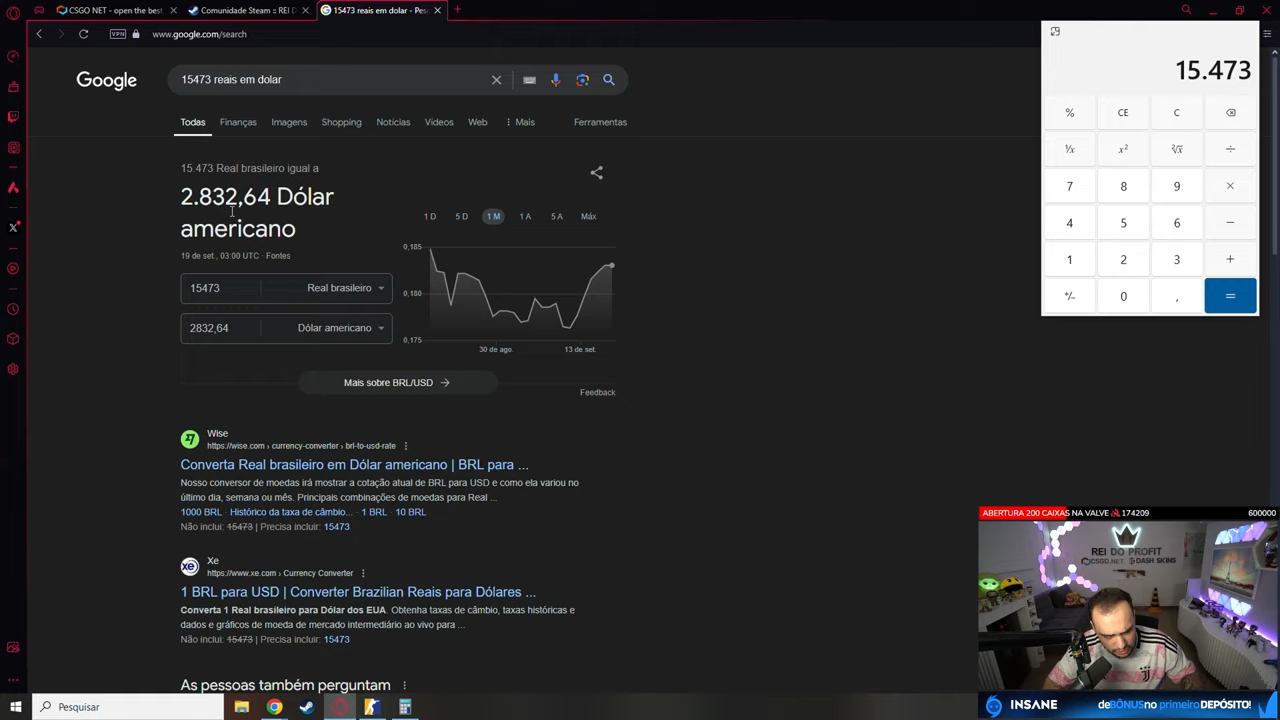 CSGO NET - open the best
Comunidade Steam :: REI D
15473 reais em dolar - Pes
VPN
www.google.com/search
Google
15473 reais em dolar
Todas
Finanças
Imagens
Shopping
Notícias
Vídeos
Web
Mais
Ferramentas
15.473 Real brasileiro igual a
2.832,64 Dólar
americano
19 de set., 03:00 UTC · Fontes
15473
Real brasileiro
2832,64
Dólar americano
1 D
5 D
1 M
1 A
5 A
Máx
0,185
0,180
0,175
30 de ago.
13 de set.
Mais sobre BRL/USD
Feedback
Wise
https://wise.com › currency-converter › brl-to-usd-rate
Converta Real brasileiro em Dólar americano | BRL para ...
Nosso conversor de moedas irá mostrar a cotação atual de BRL para USD e como ela variou no
último dia, semana ou mês. Principais combinações de moedas para Real ...
1000 BRL · Histórico da taxa de câmbio... · 1 BRL · 10 BRL
Não inclui: 15473 | Precisa incluir: 15473
Xe
https://www.xe.com › Currency Converter
1 BRL para USD | Converter Brazilian Reais para Dólares ...
Converta 1 Real brasileiro para Dólar dos EUA. Obtenha taxas de câmbio, taxas históricas e
dados e gráficos de moeda de mercado intermediário ao vivo para ...
Não inclui: 15473 | Precisa incluir: 15473
As pessoas também perguntam
Pesquisar
15.473
% CE C
¹/x x² ²√x ÷
7 8 9 ×
4 5 6 −
1 2 3 +
+/− 0 , =
ABERTURA 200 CAIXAS NA VALVE 174209
600000
REI DO PROFIT
CSGO.NET DASH SKINS
INSANE
de BÔNUS no primeiro DEPÓSITO!